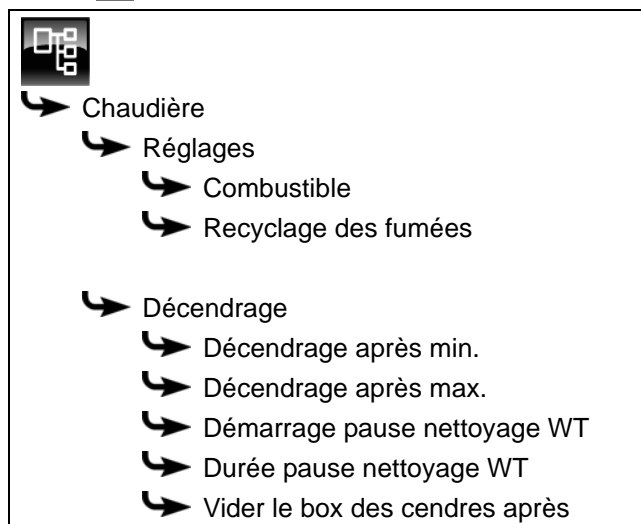 Chaudière
Réglages
Combustible
Recyclage des fumées
Décendrage
Décendrage après min.
Décendrage après max.
Démarrage pause nettoyage WT
Durée pause nettoyage WT
Vider le box des cendres après